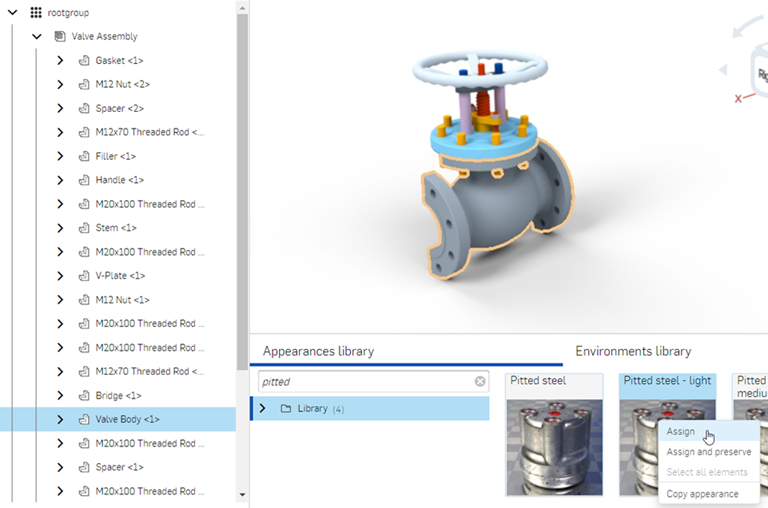 rootgroup
Valve Assembly
Gasket <1>
M12 Nut <2>
Spacer <2>
M12x70 Threaded Rod <...
Filler <1>
Handle <1>
M20x100 Threaded Rod ...
Stem <1>
M20x100 Threaded Rod ...
V-Plate <1>
M12 Nut <1>
M20x100 Threaded Rod ...
M20x100 Threaded Rod ...
M12x70 Threaded Rod <...
Bridge <1>
Valve Body <1>
M20x100 Threaded Rod ...
Spacer <1>
M20x100 Threaded Rod ...
X
Appearances library
Environments library
pitted
Library (4)
Pitted steel
Pitted steel - light
Pitted
mediu
Assign
Assign and preserve
Select all elements
Copy appearance